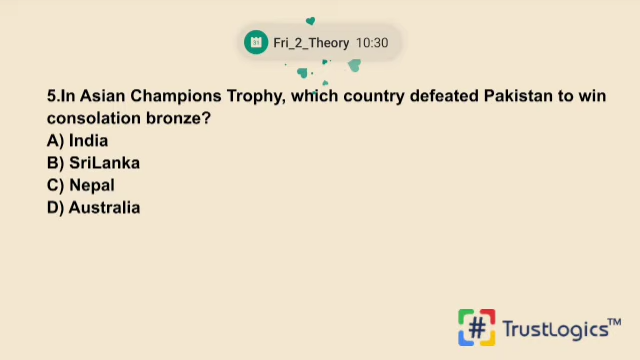 Fri_2_Theory 10:30
5.In Asian Champions Trophy, which country defeated Pakistan to win
consolation bronze?
A) India
B) SriLanka
C) Nepal
D) Australia
# TrustLogics™